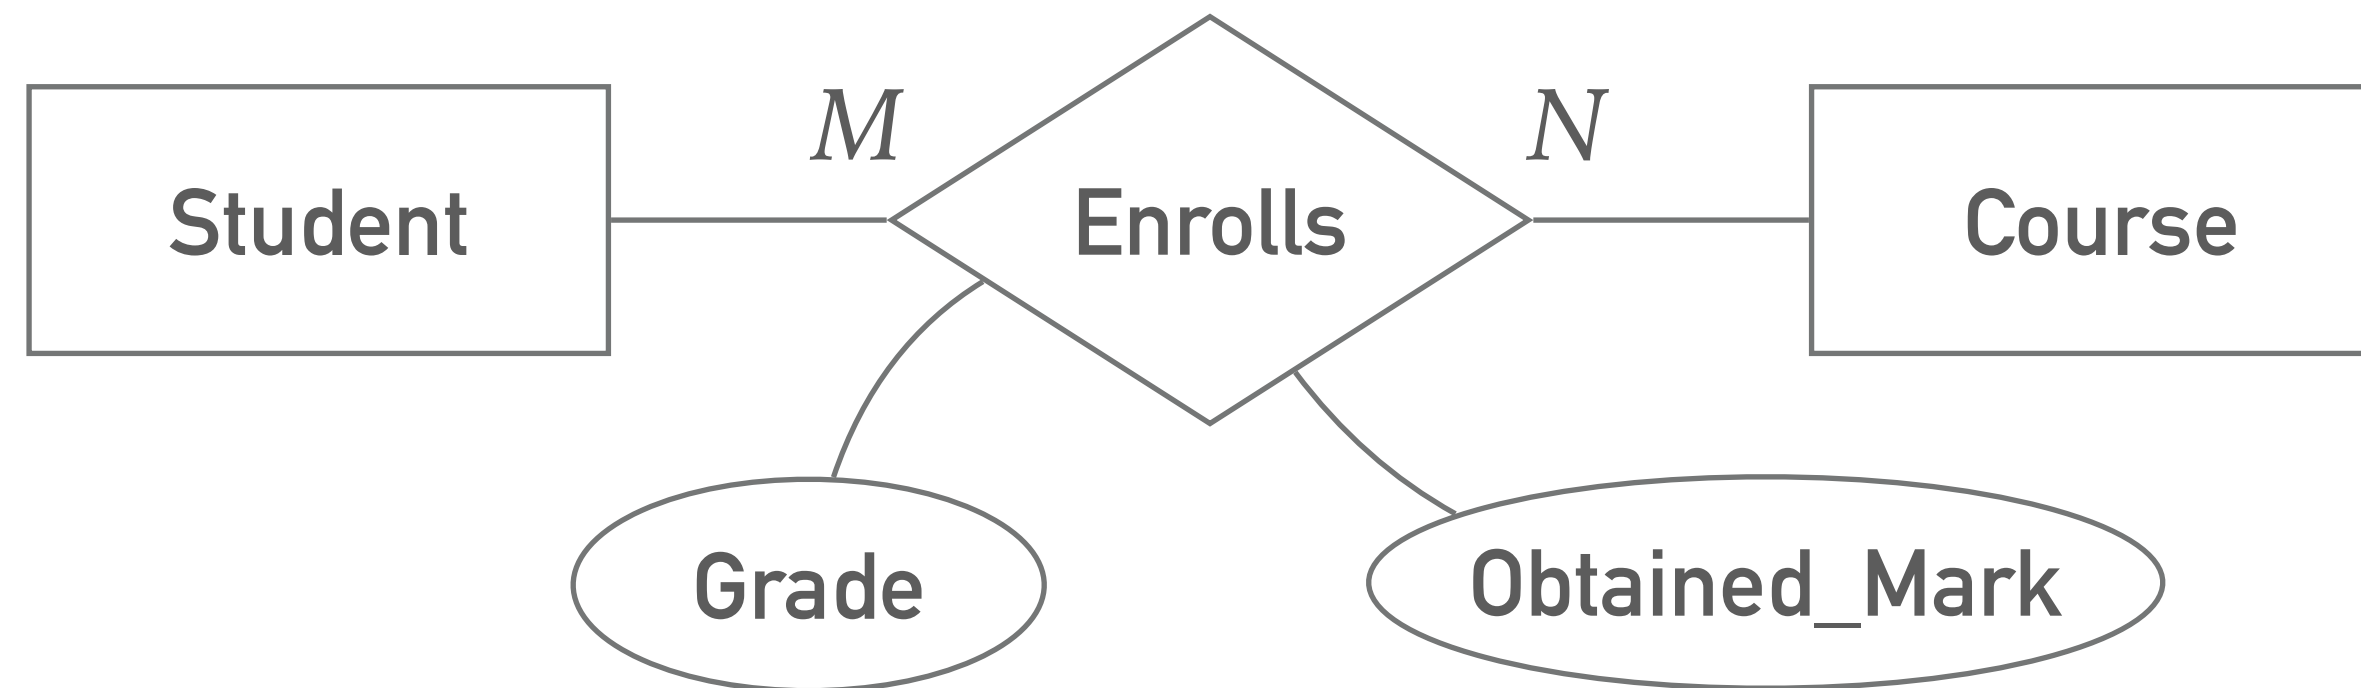 M
N
Student
Enrolls
Course
Grade
Obtained_Mark